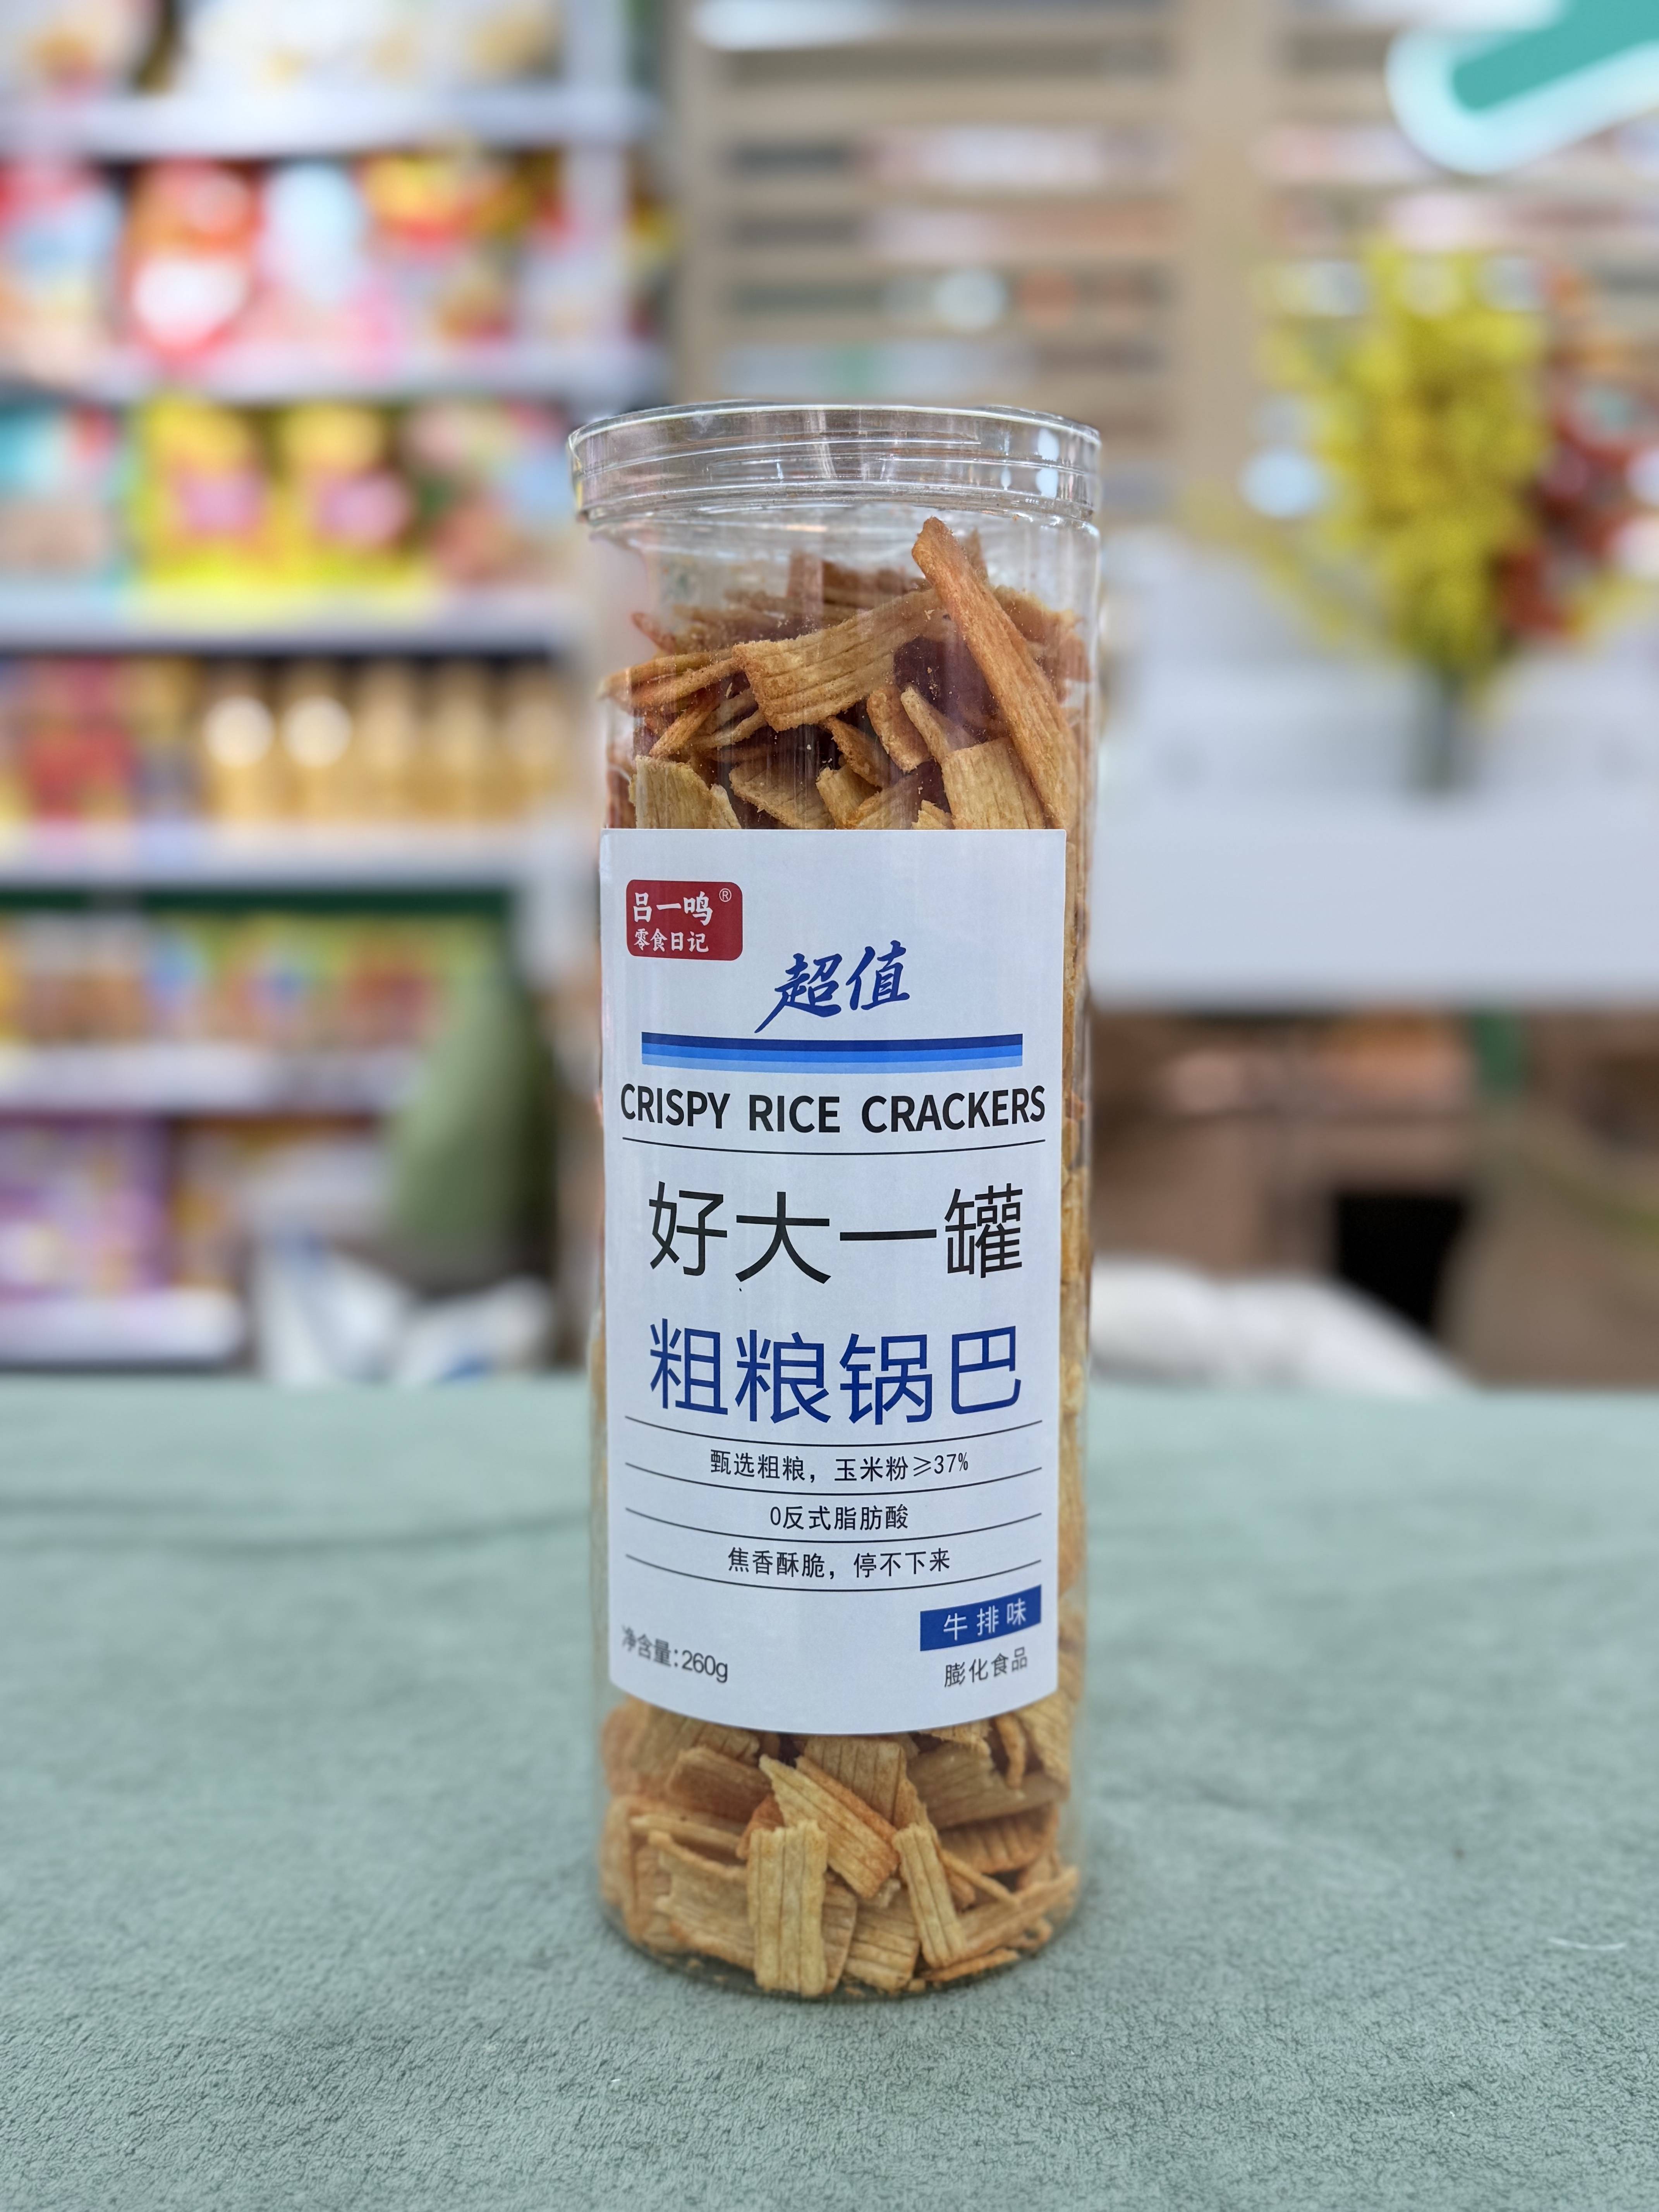 吕一鸣®
零食日记
超值
CRISPY RICE CRACKERS
好大一罐
粗粮锅巴
甄选粗粮，玉米粉≥37%
0反式脂肪酸
焦香酥脆，停不下来
牛排味
净含量:260g
膨化食品